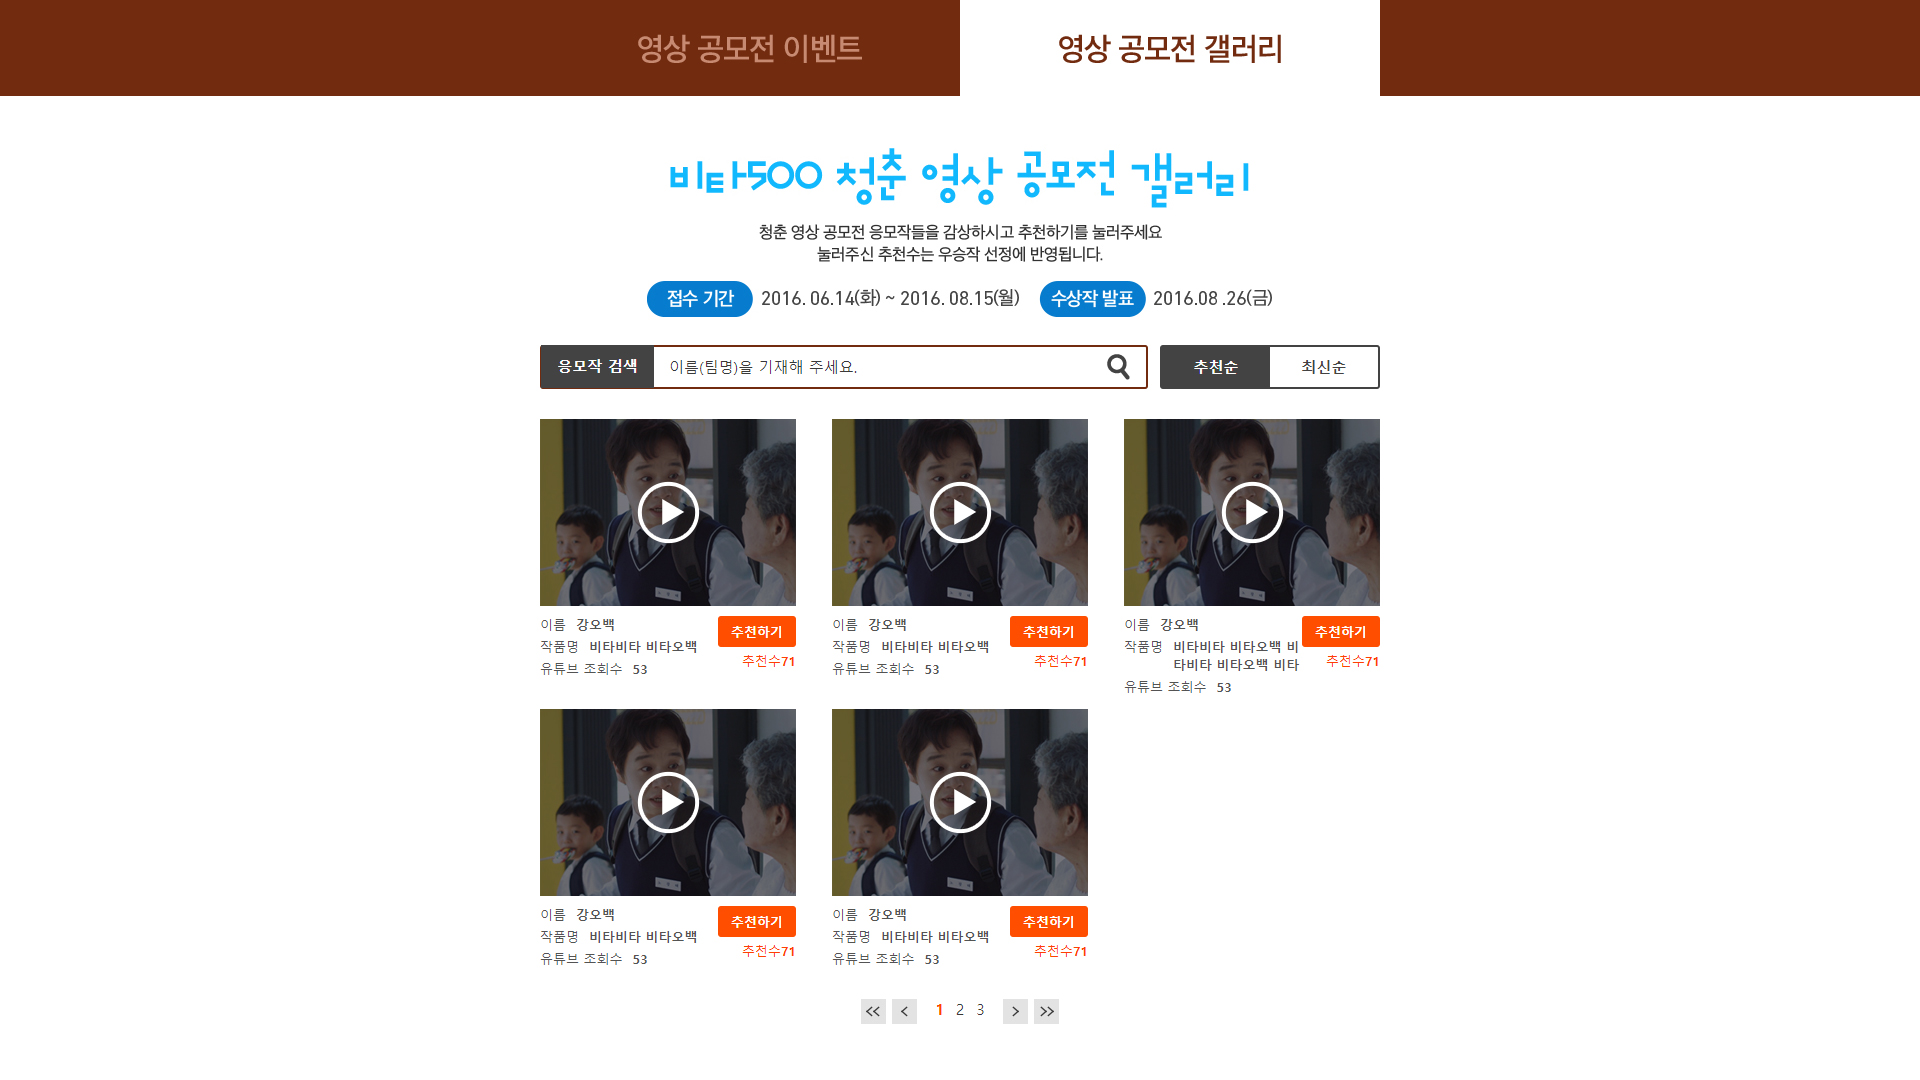 영상 공모전 이벤트
영상 공모전 갤러리
비타500 청춘 영상 공모전 갤러리
청춘 영상 공모전 응모작들을 감상하시고 추천하기를 눌러주세요
눌러주신 추천수는 우승작 선정에 반영됩니다.
접수 기간 2016. 06.14(화) ~ 2016. 08.15(월) 수상작 발표 2016.08 .26(금)
응모작 검색 이름(팀명)을 기재해 주세요. 추천순 최신순
이름 강오백
작품명 비타비타 비타오백
유튜브 조회수 53
추천하기
추천수71
이름 강오백
작품명 비타비타 비타오백
유튜브 조회수 53
추천하기
추천수71
이름 강오백
작품명 비타비타 비타오백 비
타비타 비타오백 비타
유튜브 조회수 53
추천하기
추천수71
이름 강오백
작품명 비타비타 비타오백
유튜브 조회수 53
추천하기
추천수71
이름 강오백
작품명 비타비타 비타오백
유튜브 조회수 53
추천하기
추천수71
<< < 1 2 3 > >>